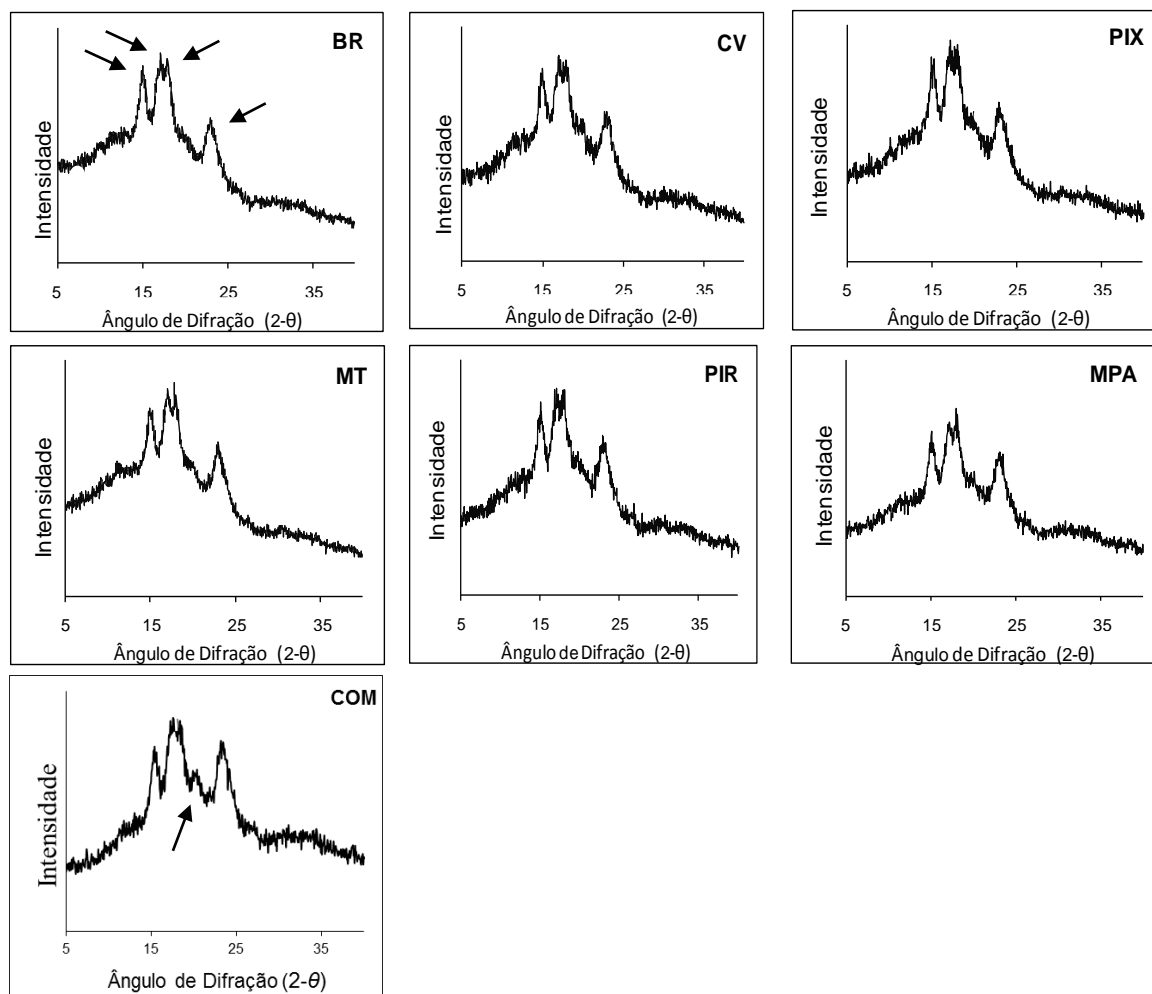 BR
Intensidade
5 15 25 35
Ângulo de Difração (2-θ)
CV
Intensidade
5 15 25 35
Ângulo de Difração (2-θ)
PIX
Intensidade
5 15 25 35
Ângulo de Difração (2-θ)
MT
Intensidade
5 15 25 35
Ângulo de Difração (2-θ)
PIR
Intensidade
5 15 25 35
Ângulo de Difração (2-θ)
MPA
Intensidade
5 15 25 35
Ângulo de Difração (2-θ)
COM
Intensidade
5 15 25 35
Ângulo de Difração (2-θ)